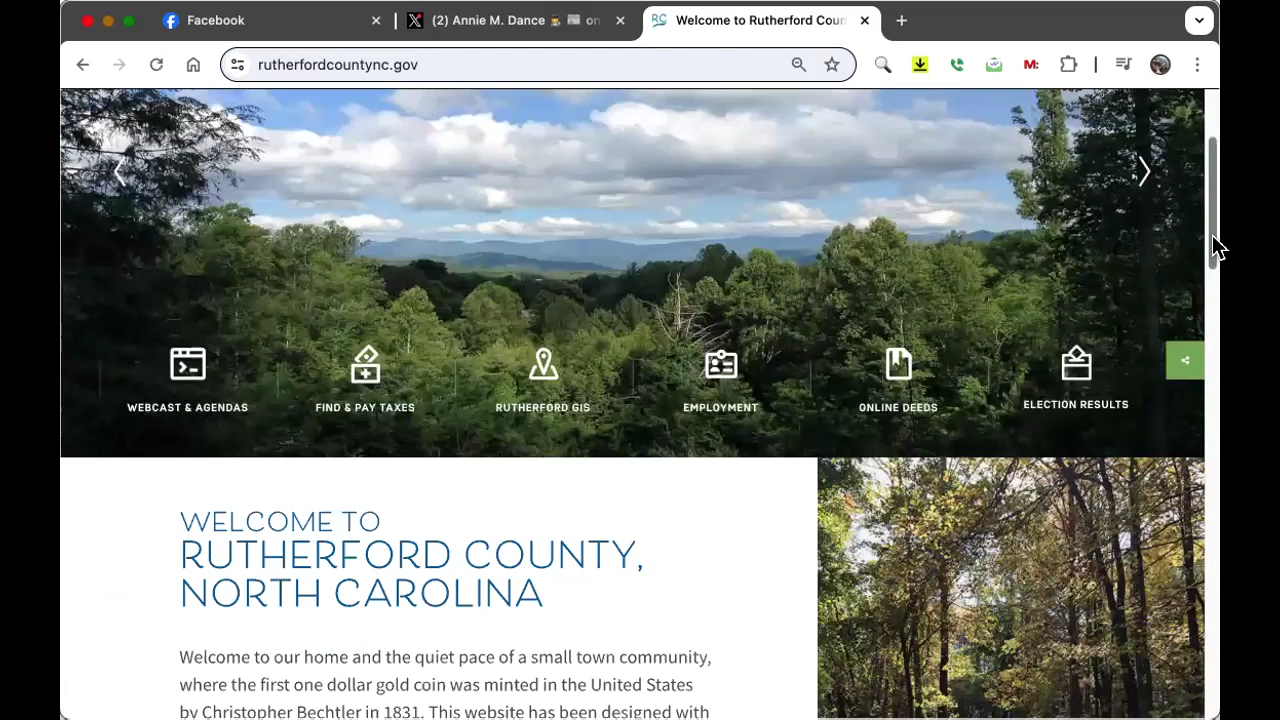 Facebook
(2) Annie M. Dance 👩‍🎓 📰 on
Welcome to Rutherford Coun
rutherfordcountync.gov
M:
WEBCAST & AGENDAS
FIND & PAY TAXES
RUTHERFORD GIS
EMPLOYMENT
ONLINE DEEDS
ELECTION RESULTS
WELCOME TO
RUTHERFORD COUNTY,
NORTH CAROLINA
Welcome to our home and the quiet pace of a small town community,
where the first one dollar gold coin was minted in the United States
by Christopher Bechtler in 1831. This website has been designed with